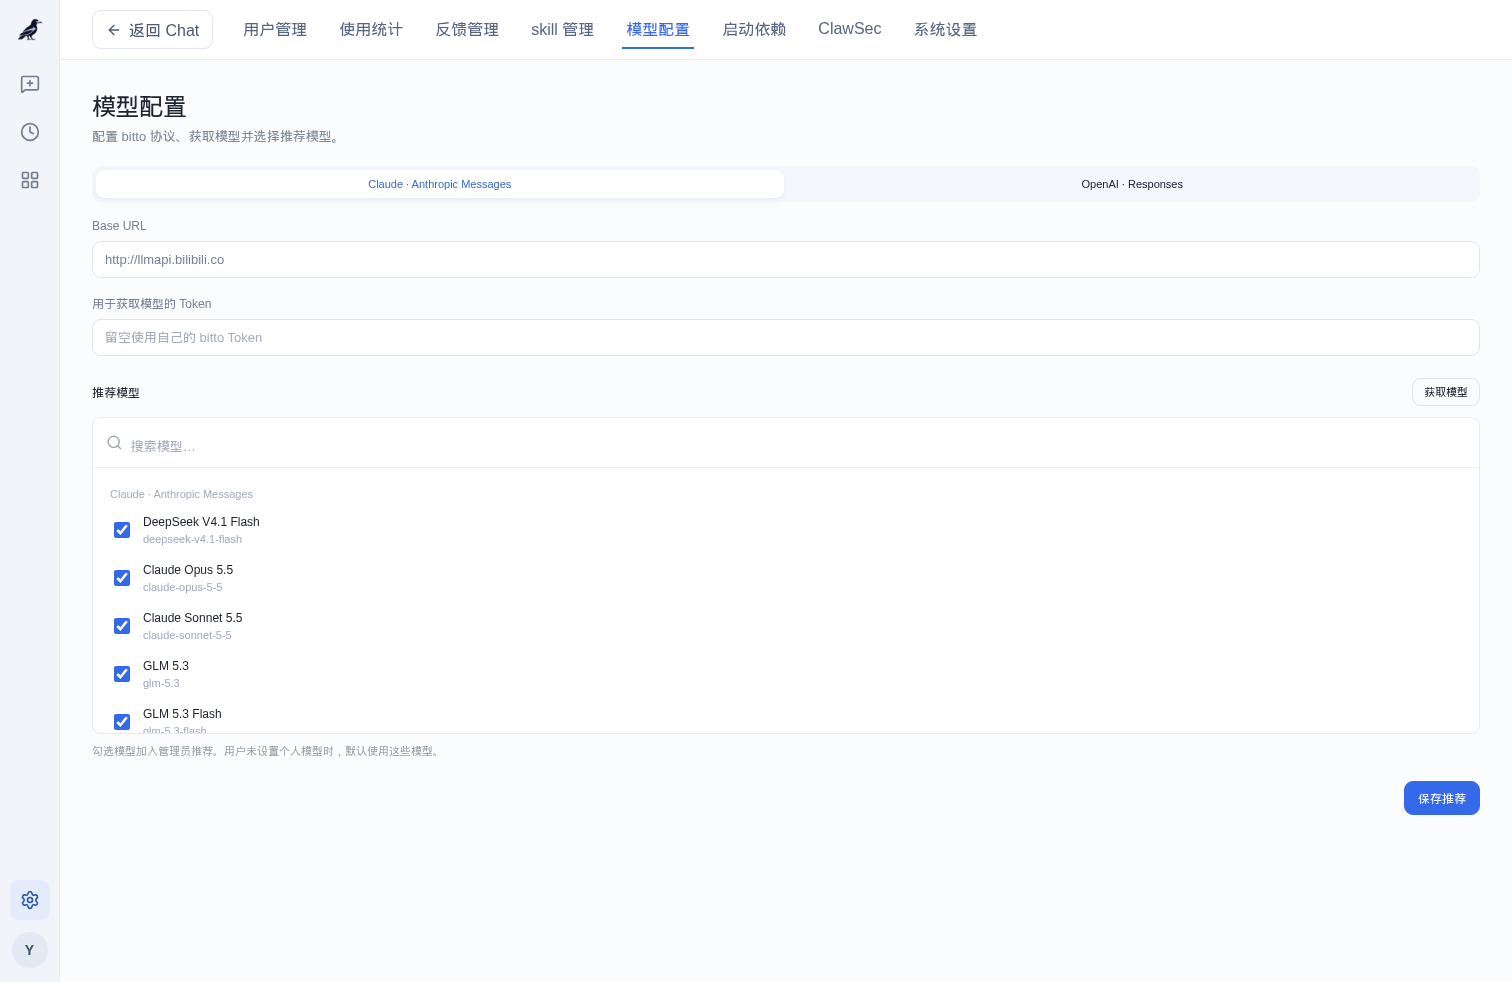 返回 Chat
用户管理
使用统计
反馈管理
skill 管理
模型配置
启动依赖
ClawSec
系统设置
模型配置
配置 bitto 协议、获取模型并选择推荐模型。
Claude · Anthropic Messages
OpenAI · Responses
Base URL
http://llmapi.bilibili.co
用于获取模型的 Token
留空使用自己的 bitto Token
推荐模型
获取模型
搜索模型...
Claude · Anthropic Messages
DeepSeek V4.1 Flash
deepseek-v4.1-flash
Claude Opus 5.5
claude-opus-5-5
Claude Sonnet 5.5
claude-sonnet-5-5
GLM 5.3
glm-5.3
GLM 5.3 Flash
glm-5.3-flash
勾选模型加入管理员推荐。用户未设置个人模型时，默认使用这些模型。
保存推荐
Y